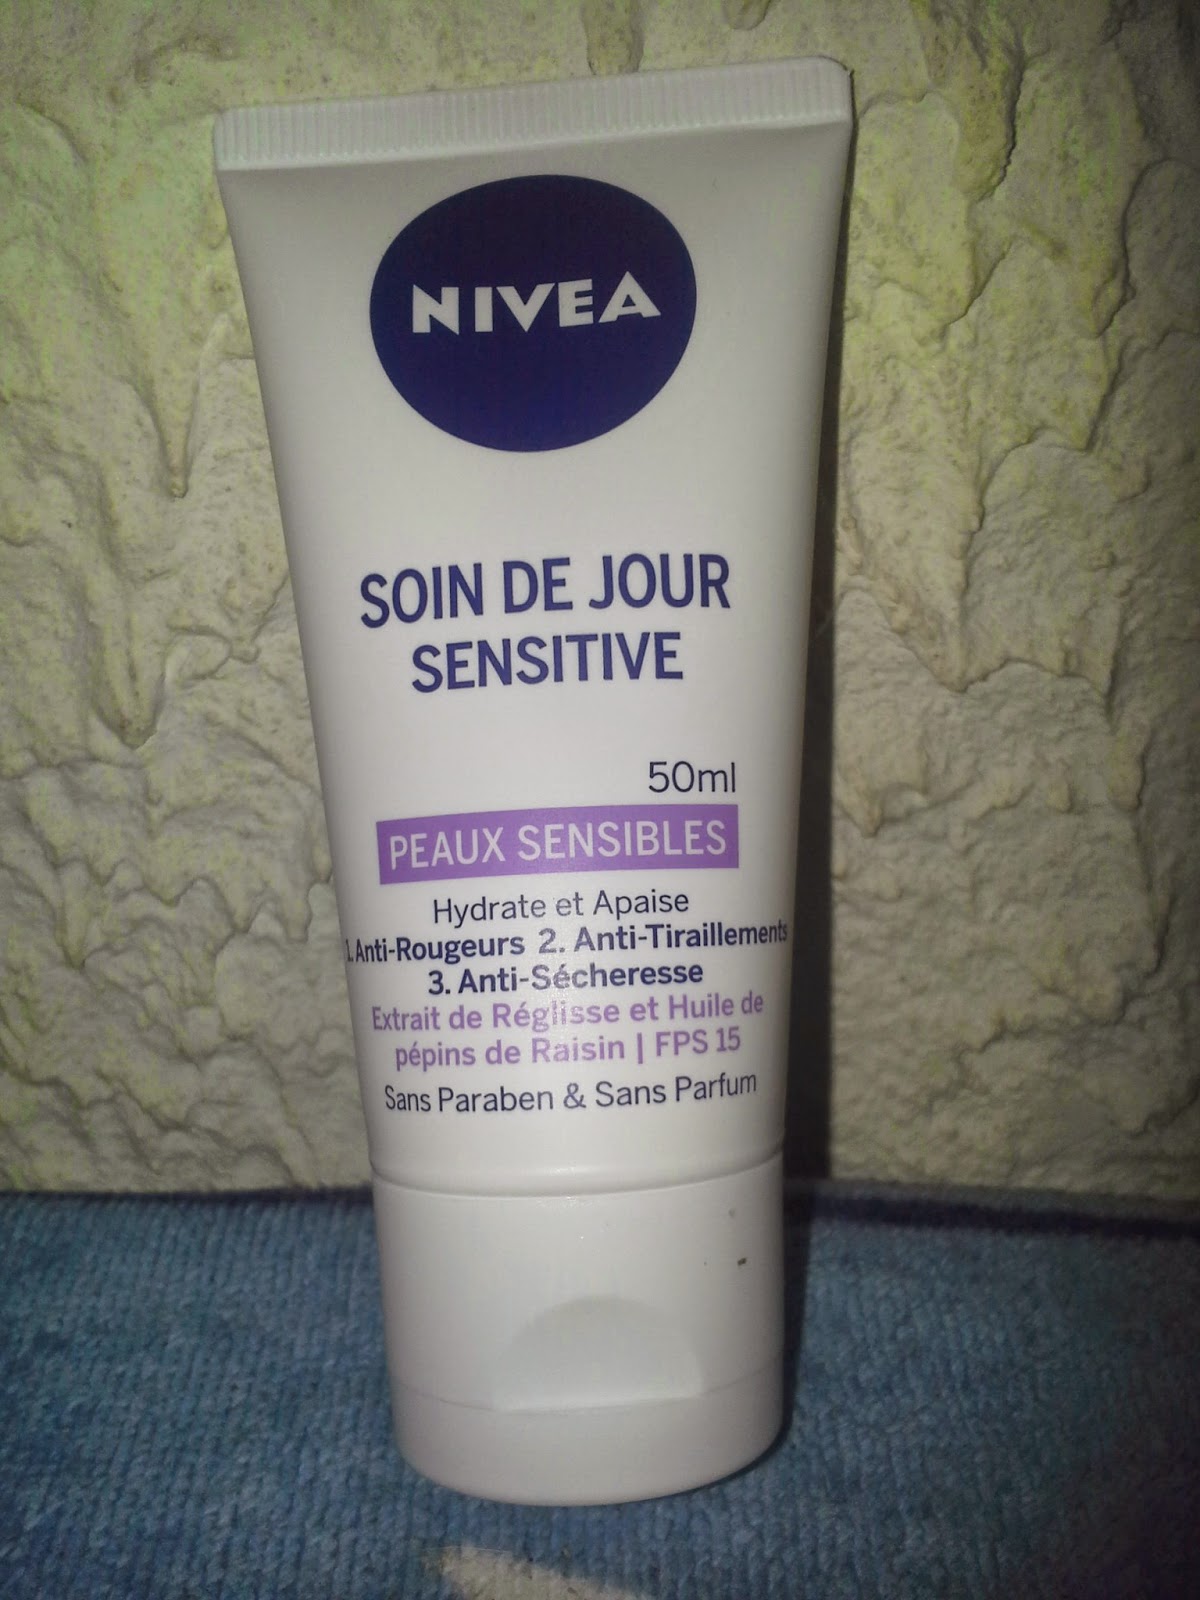 NIVEA
SOIN DE JOUR
SENSITIVE
50ml
PEAUX SENSIBLES
Hydrate et Apaise
1. Anti-Rougeurs 2. Anti-Tiraillements
3. Anti-Sécheresse
Extrait de Réglisse et Huile de
pépins de Raisin | FPS 15
Sans Paraben & Sans Parfum